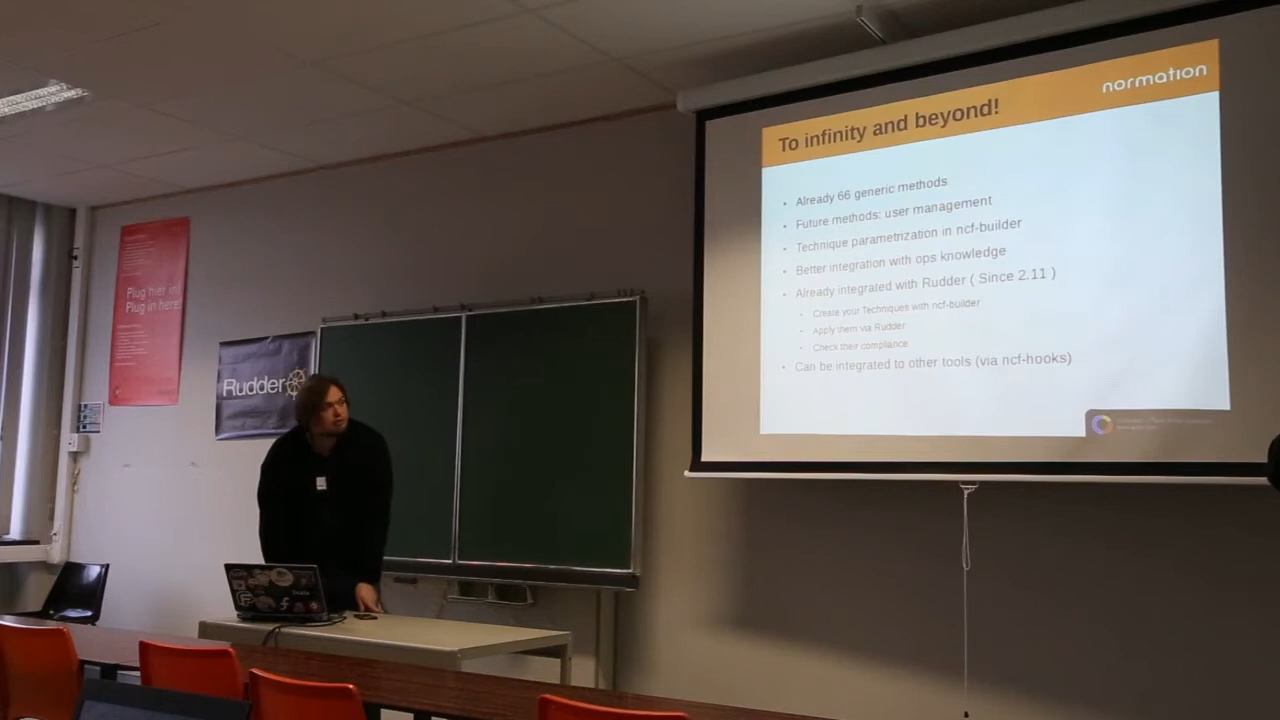 normation
To infinity and beyond!
Already 66 generic methods
Future methods: user management
Technique parametrization in ncf-builder
Better integration with ops knowledge
Already integrated with Rudder ( Since 2.11 )
Create your Techniques with ncf-builder
Apply them via Rudder
Check their compliance
Can be integrated to other tools (via ncf-hooks)
Plug hier in!
Plug in here!
Rudder